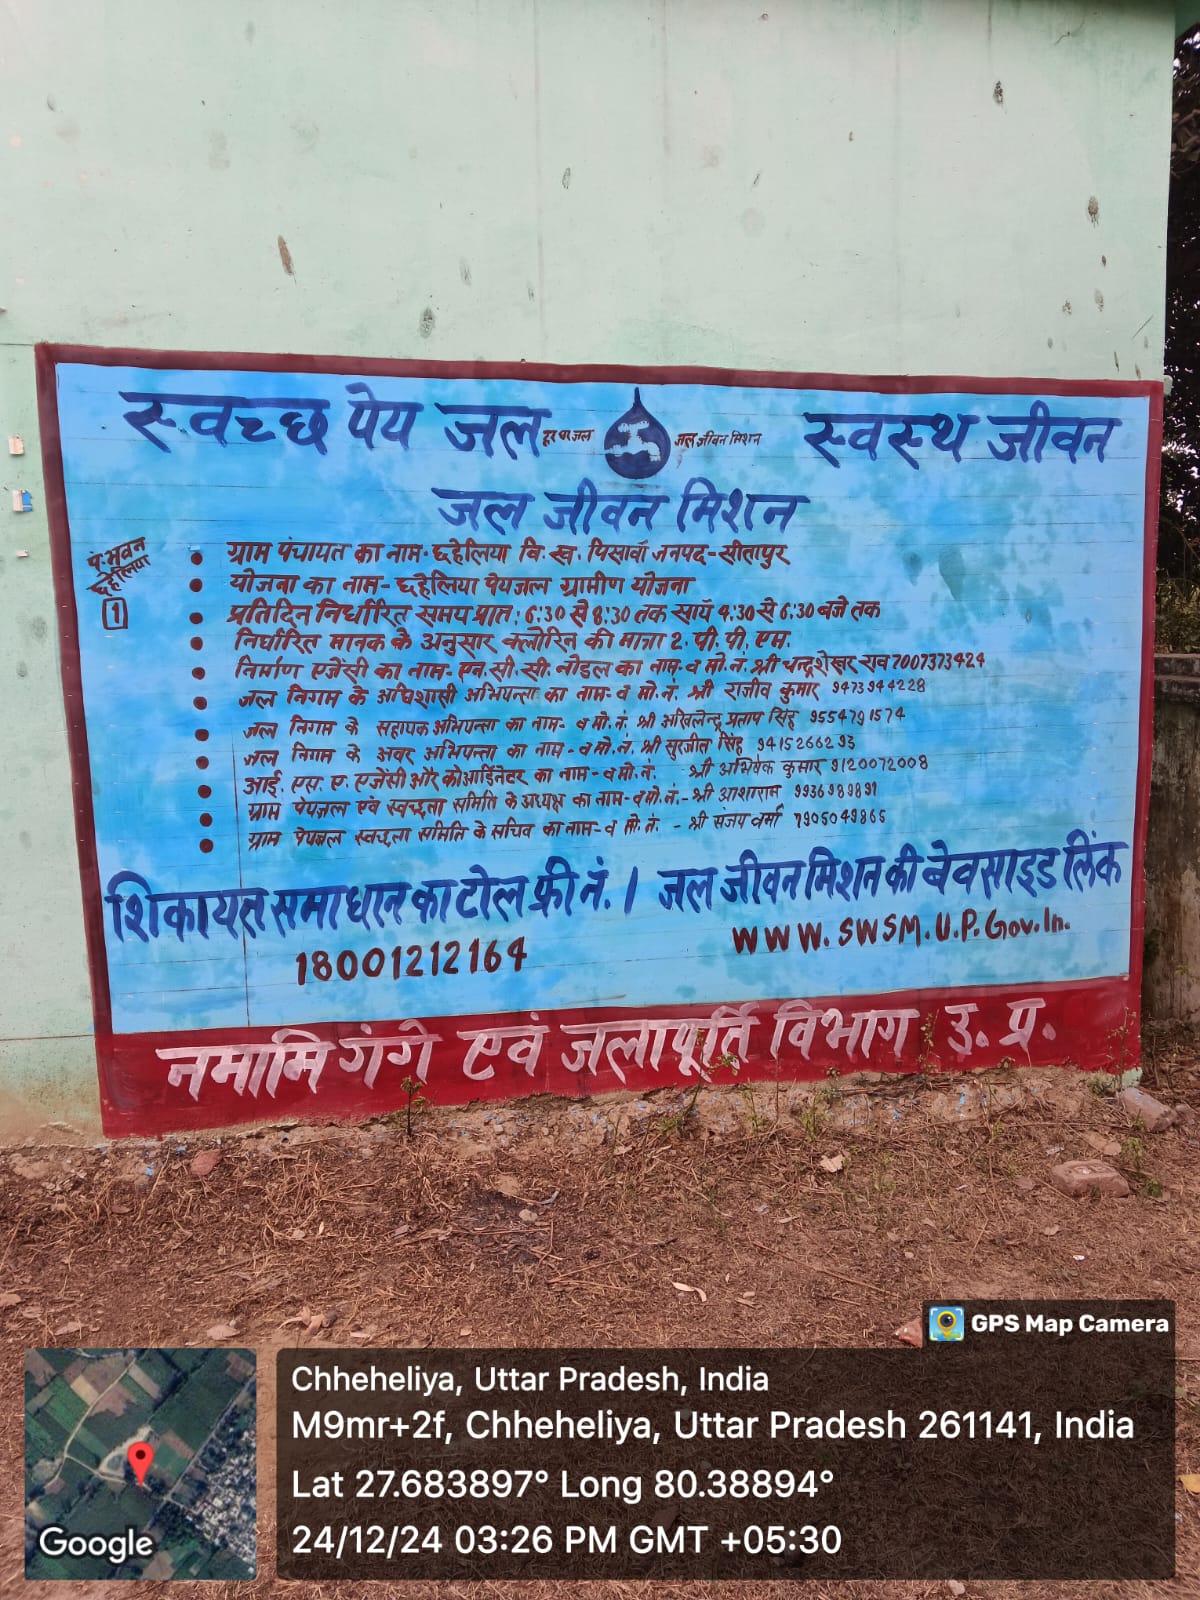 स्वच्छ पेय जल हर घर जल जल जीवन मिशन स्वस्थ जीवन
जल जीवन मिशन
पं. भवन
छहेलिया
1
ग्राम पंचायत का नाम- छहेलिया वि. ख. पिसावाँ जनपद-सीतापुर
योजना का नाम- छहेलिया पेयजल ग्रामीण योजना
प्रतिदिन निर्धारित समय प्रात: 6:30 से 8:30 तक सायं 4:30 से 6:30 बजे तक
निर्धारित मानक के अनुसार क्लोरिन की मात्रा 2. पी. पी. एम.
निर्माण एजेंसी का नाम- एन. सी. सी. नोडल का नाम- व मो. नं. श्री चन्द्रशेखर राव 7007373424
जल निगम के अधिशासी अभियन्ता का नाम- व मो. नं. श्री राजीव कुमार 9473944228
जल निगम के सहायक अभियन्ता का नाम- व मो. नं. श्री अखिलेन्द्र प्रताप सिंह 9554791574
जल निगम के अवर अभियन्ता का नाम- व मो. नं. श्री सुरजीत सिंह 9415266293
आई. एस. ए. एजेंसी और कोआर्डिनेटर का नाम- व मो. नं. श्री अभिषेक कुमार 9120072008
ग्राम पेयजल एवं स्वच्छता समिति के अध्यक्ष का नाम- व मो. नं. - श्री आशाराम 9936989891
ग्राम पेयजल स्वच्छता समिति के सचिव का नाम- व मो. नं. - श्री संजय वर्मा 7905049865
शिकायत समाधान का टोल फ्री नं. / जल जीवन मिशन की बेवसाइड लिंक
18001212164 WWW.SWSM.U.P.Gov.In.
नमामि गंगे एवं जलापूर्ति विभाग उ. प्र.
GPS Map Camera
Chheheliya, Uttar Pradesh, India
M9mr+2f, Chheheliya, Uttar Pradesh 261141, India
Lat 27.683897° Long 80.38894°
24/12/24 03:26 PM GMT +05:30
Google